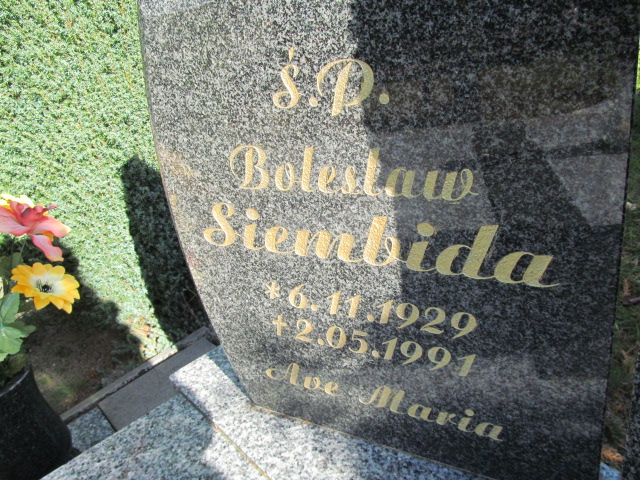 ś.P.
Bolesław
Siembida
*6.11.1929
†2.05.1991
Ave Maria